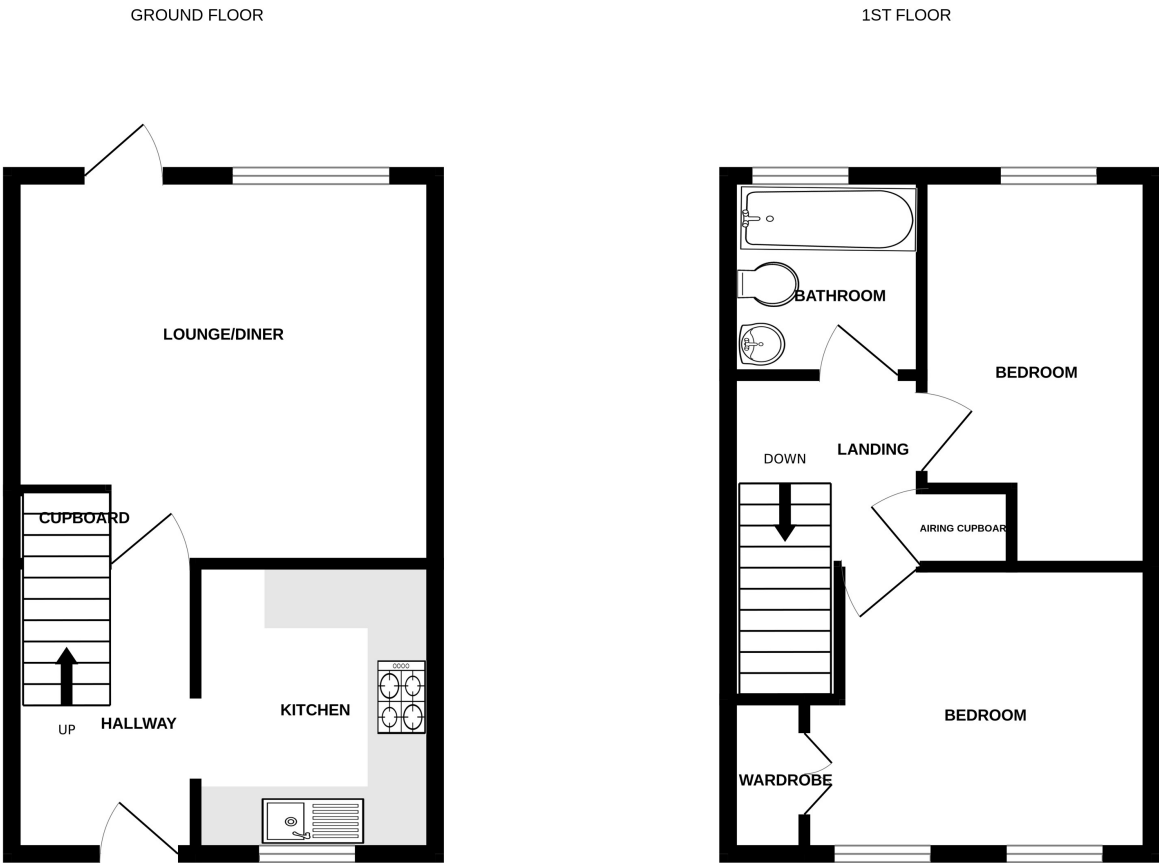 GROUND FLOOR
1ST FLOOR
LOUNGE/DINER
CUPBOARD
UP
HALLWAY
KITCHEN
BATHROOM
BEDROOM
LANDING
DOWN
AIRING CUPBOAR
BEDROOM
WARDROBE